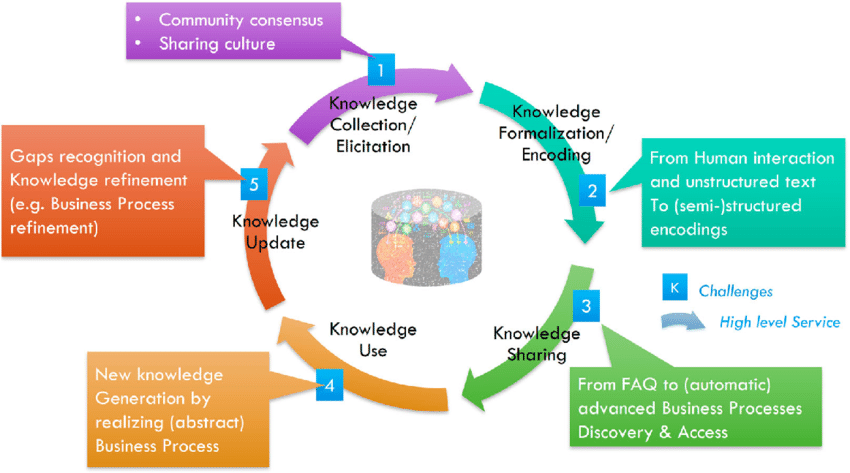 • Community consensus
• Sharing culture
1
Knowledge
Collection/
Elicitation
Knowledge
Formalization/
Encoding
2
From Human interaction
and unstructured text
To (semi-)structured
encodings
3
Knowledge
Sharing
From FAQ to (automatic)
advanced Business Processes
Discovery & Access
Knowledge
Use
4
New knowledge
Generation by
realizing (abstract)
Business Process
Gaps recognition and
Knowledge refinement
(e.g. Business Process
refinement)
5
Knowledge
Update
K Challenges
High level Service